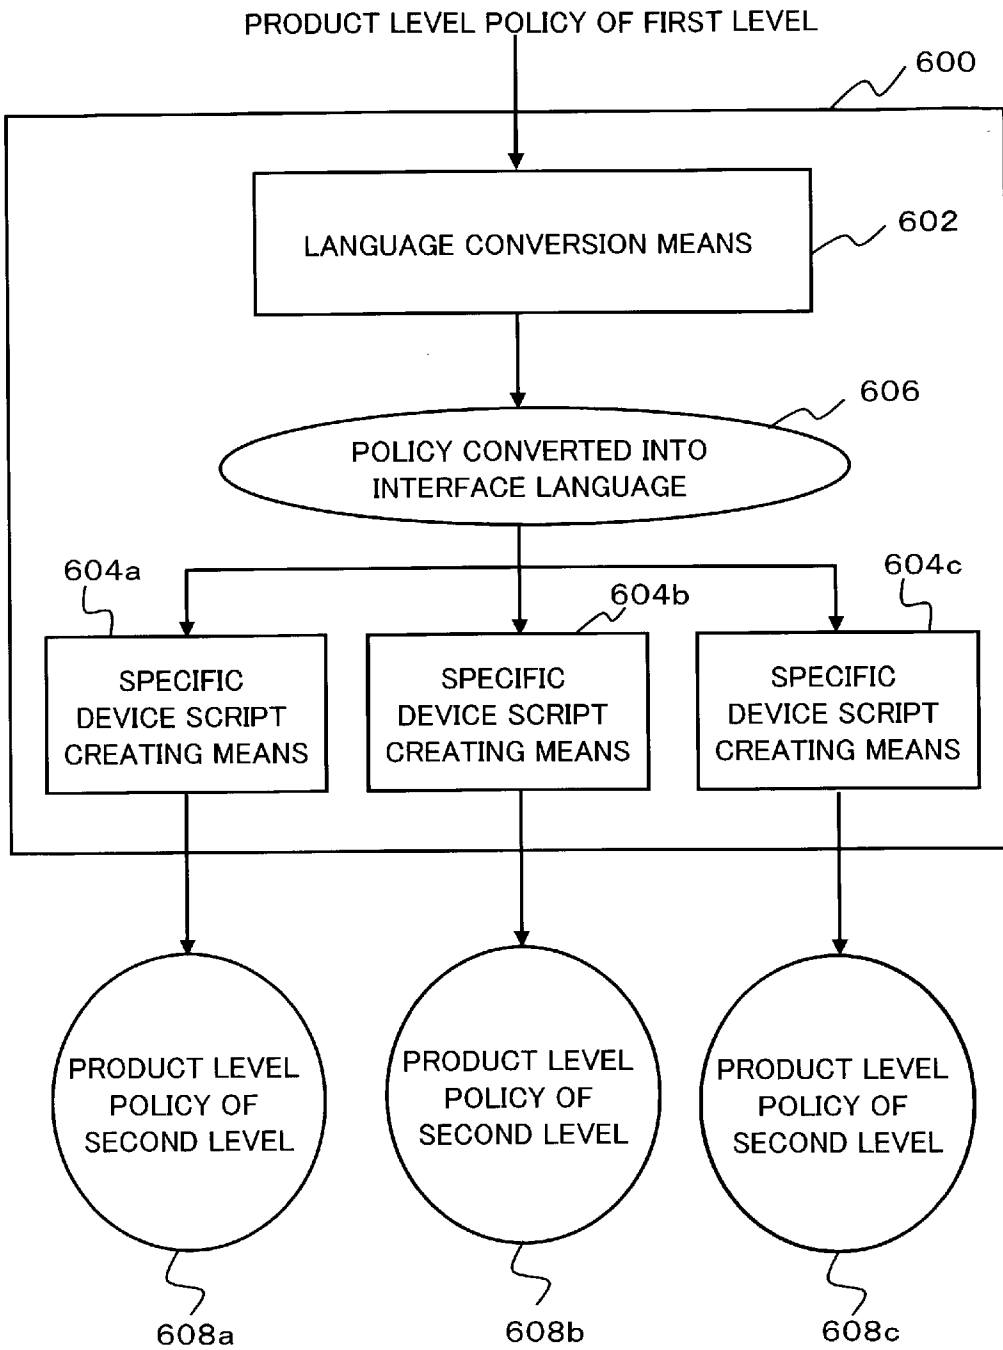 PRODUCT LEVEL POLICY OF FIRST LEVEL
600
LANGUAGE CONVERSION MEANS
602
606
POLICY CONVERTED INTO
INTERFACE LANGUAGE
604a
604b
604c
SPECIFIC
DEVICE SCRIPT
CREATING MEANS
SPECIFIC
DEVICE SCRIPT
CREATING MEANS
SPECIFIC
DEVICE SCRIPT
CREATING MEANS
PRODUCT LEVEL
POLICY OF
SECOND LEVEL
PRODUCT LEVEL
POLICY OF
SECOND LEVEL
PRODUCT LEVEL
POLICY OF
SECOND LEVEL
608a
608b
608c